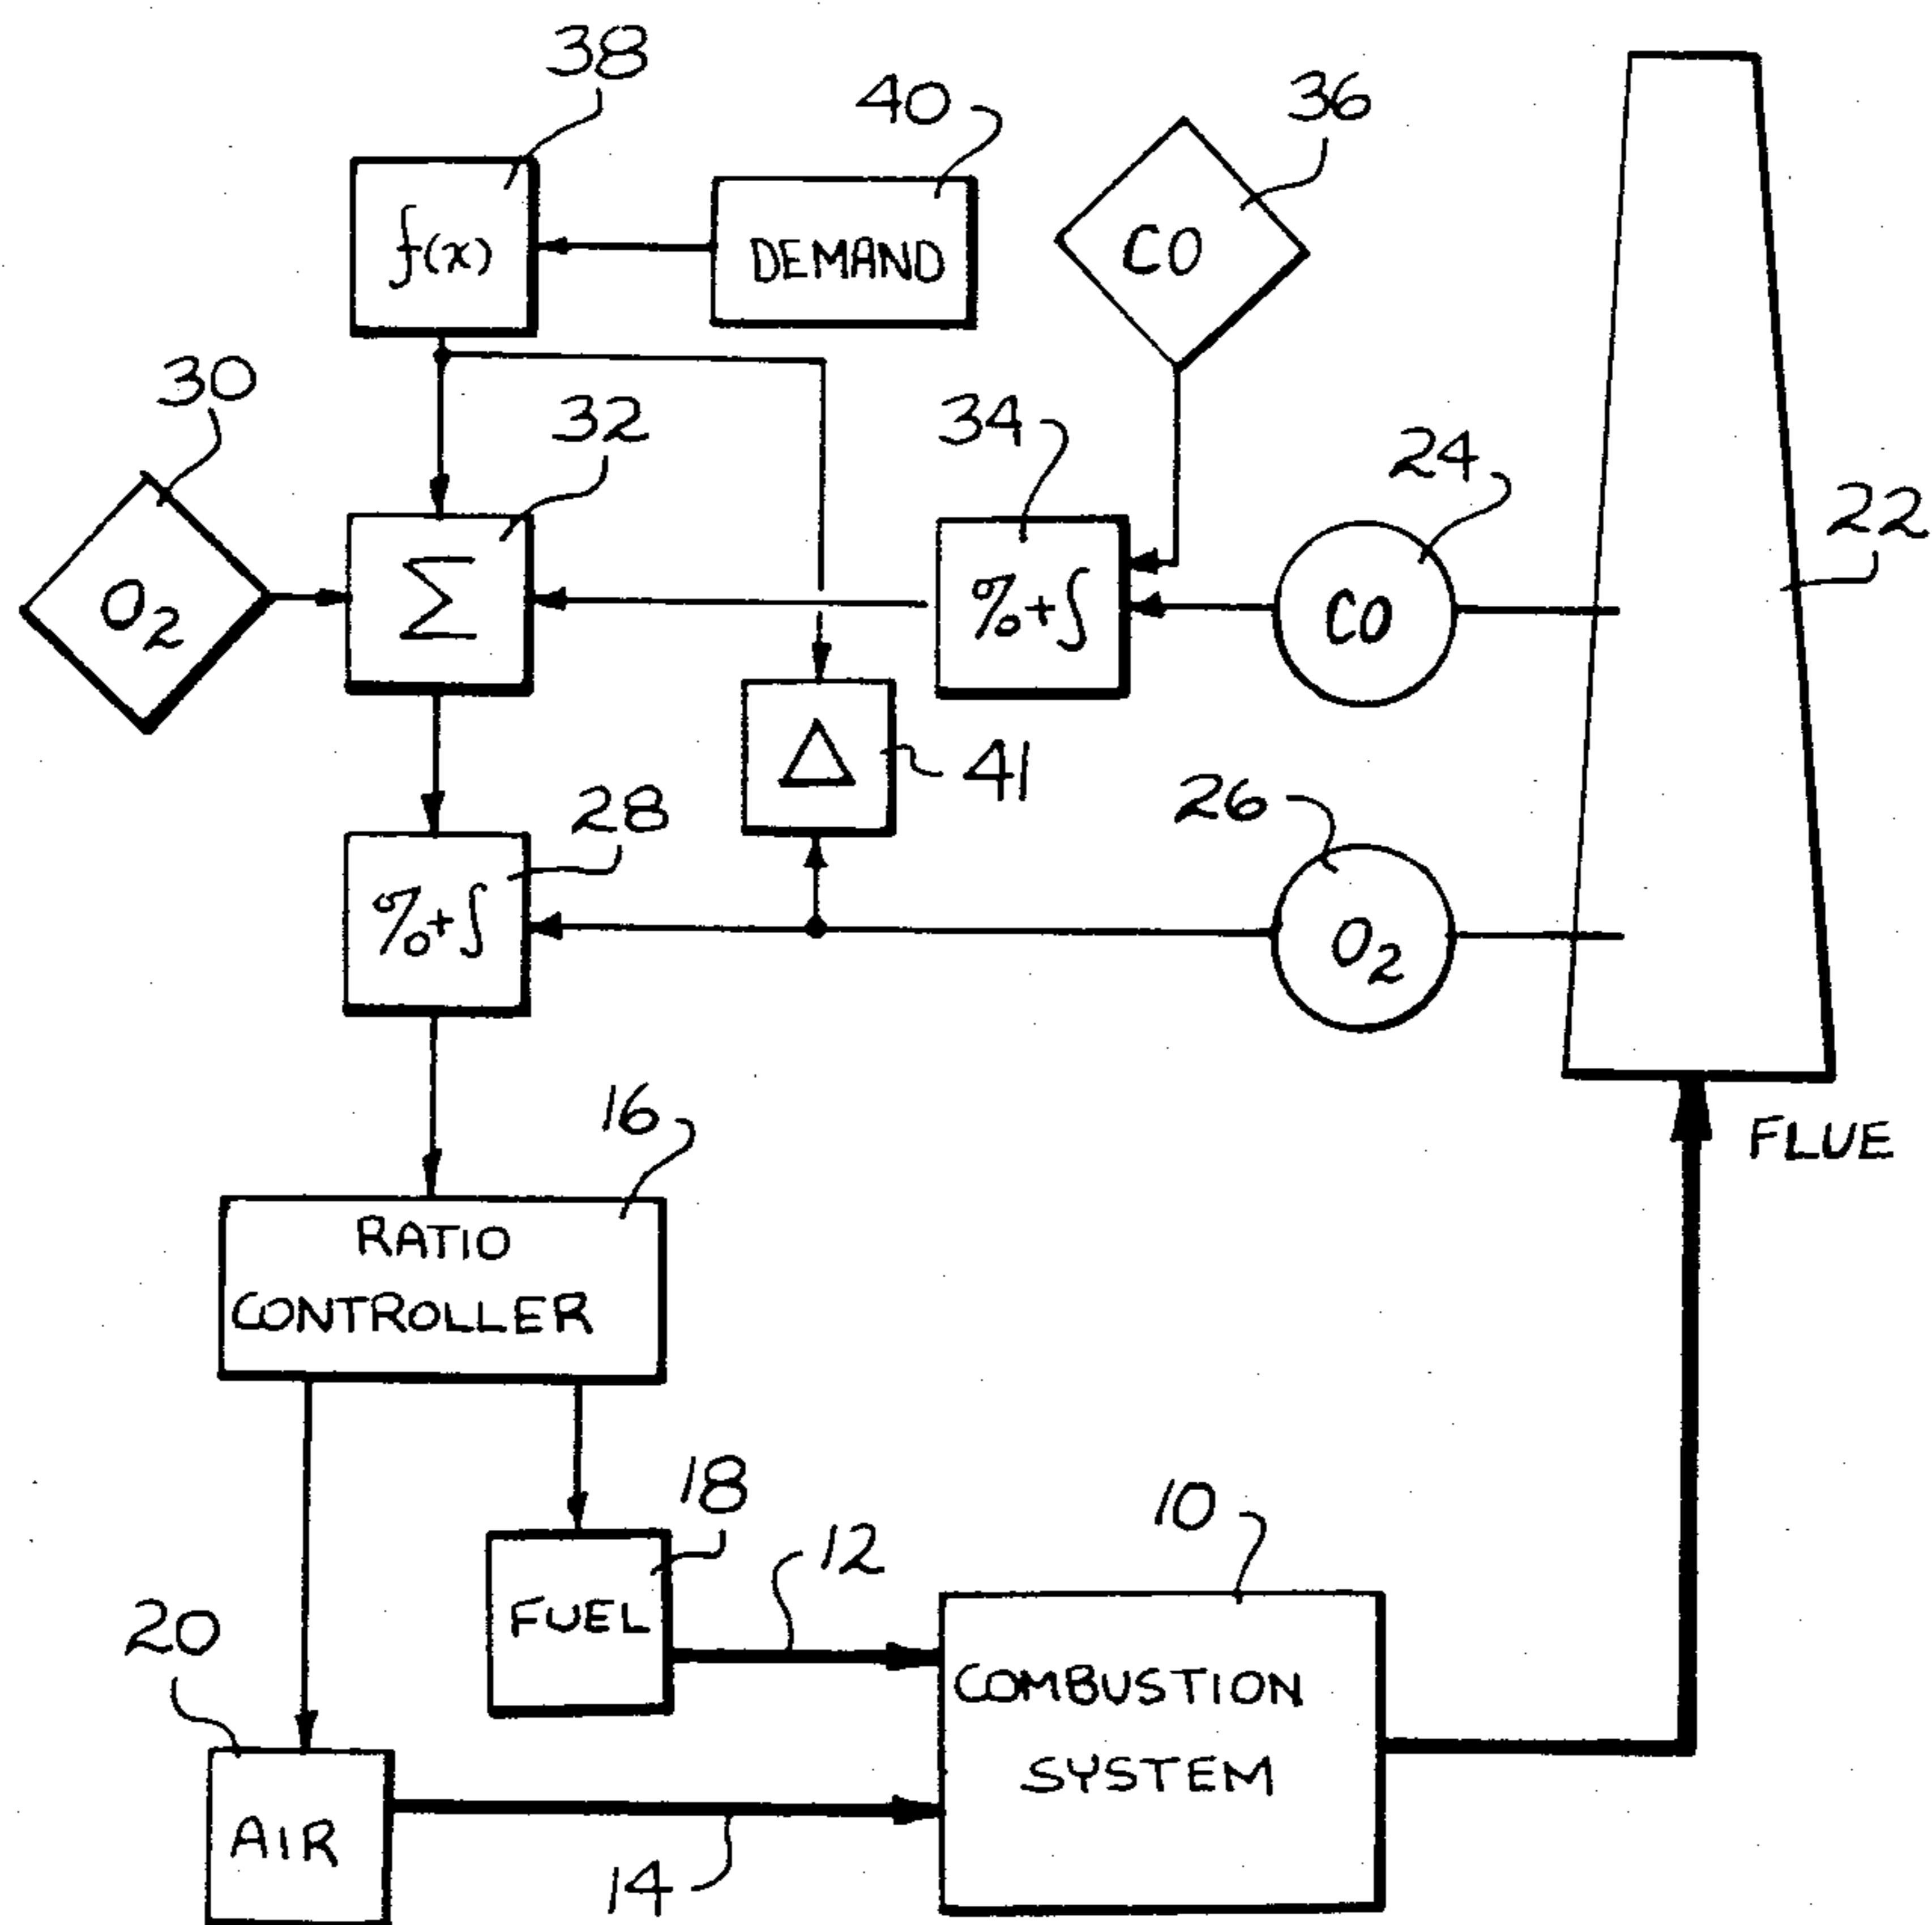 38
40
36
f(x)
DEMAND
CO
30
32
34
24
22
O2
Σ
%+∫
CO
Δ
41
28
26
%+∫
O2
16
FLUE
RATIO
CONTROLLER
18
12
10
20
FUEL
COMBUSTION
SYSTEM
AIR
14